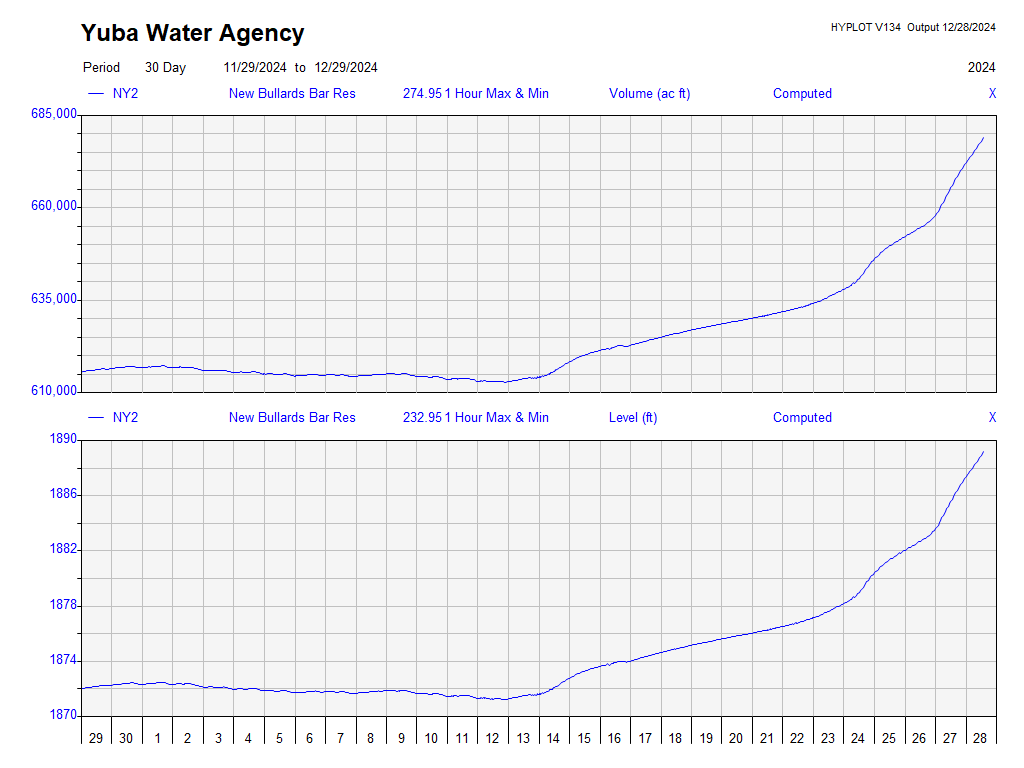 Yuba Water Agency
HYPLOT V134 Output 12/28/2024
Period 30 Day 11/29/2024 to 12/29/2024 2024
NY2 New Bullards Bar Res 274.95 1 Hour Max & Min Volume (ac ft) Computed X
685,000
660,000
635,000
610,000
NY2 New Bullards Bar Res 232.95 1 Hour Max & Min Level (ft) Computed X
1890
1886
1882
1878
1874
1870
29 30 1 2 3 4 5 6 7 8 9 10 11 12 13 14 15 16 17 18 19 20 21 22 23 24 25 26 27 28